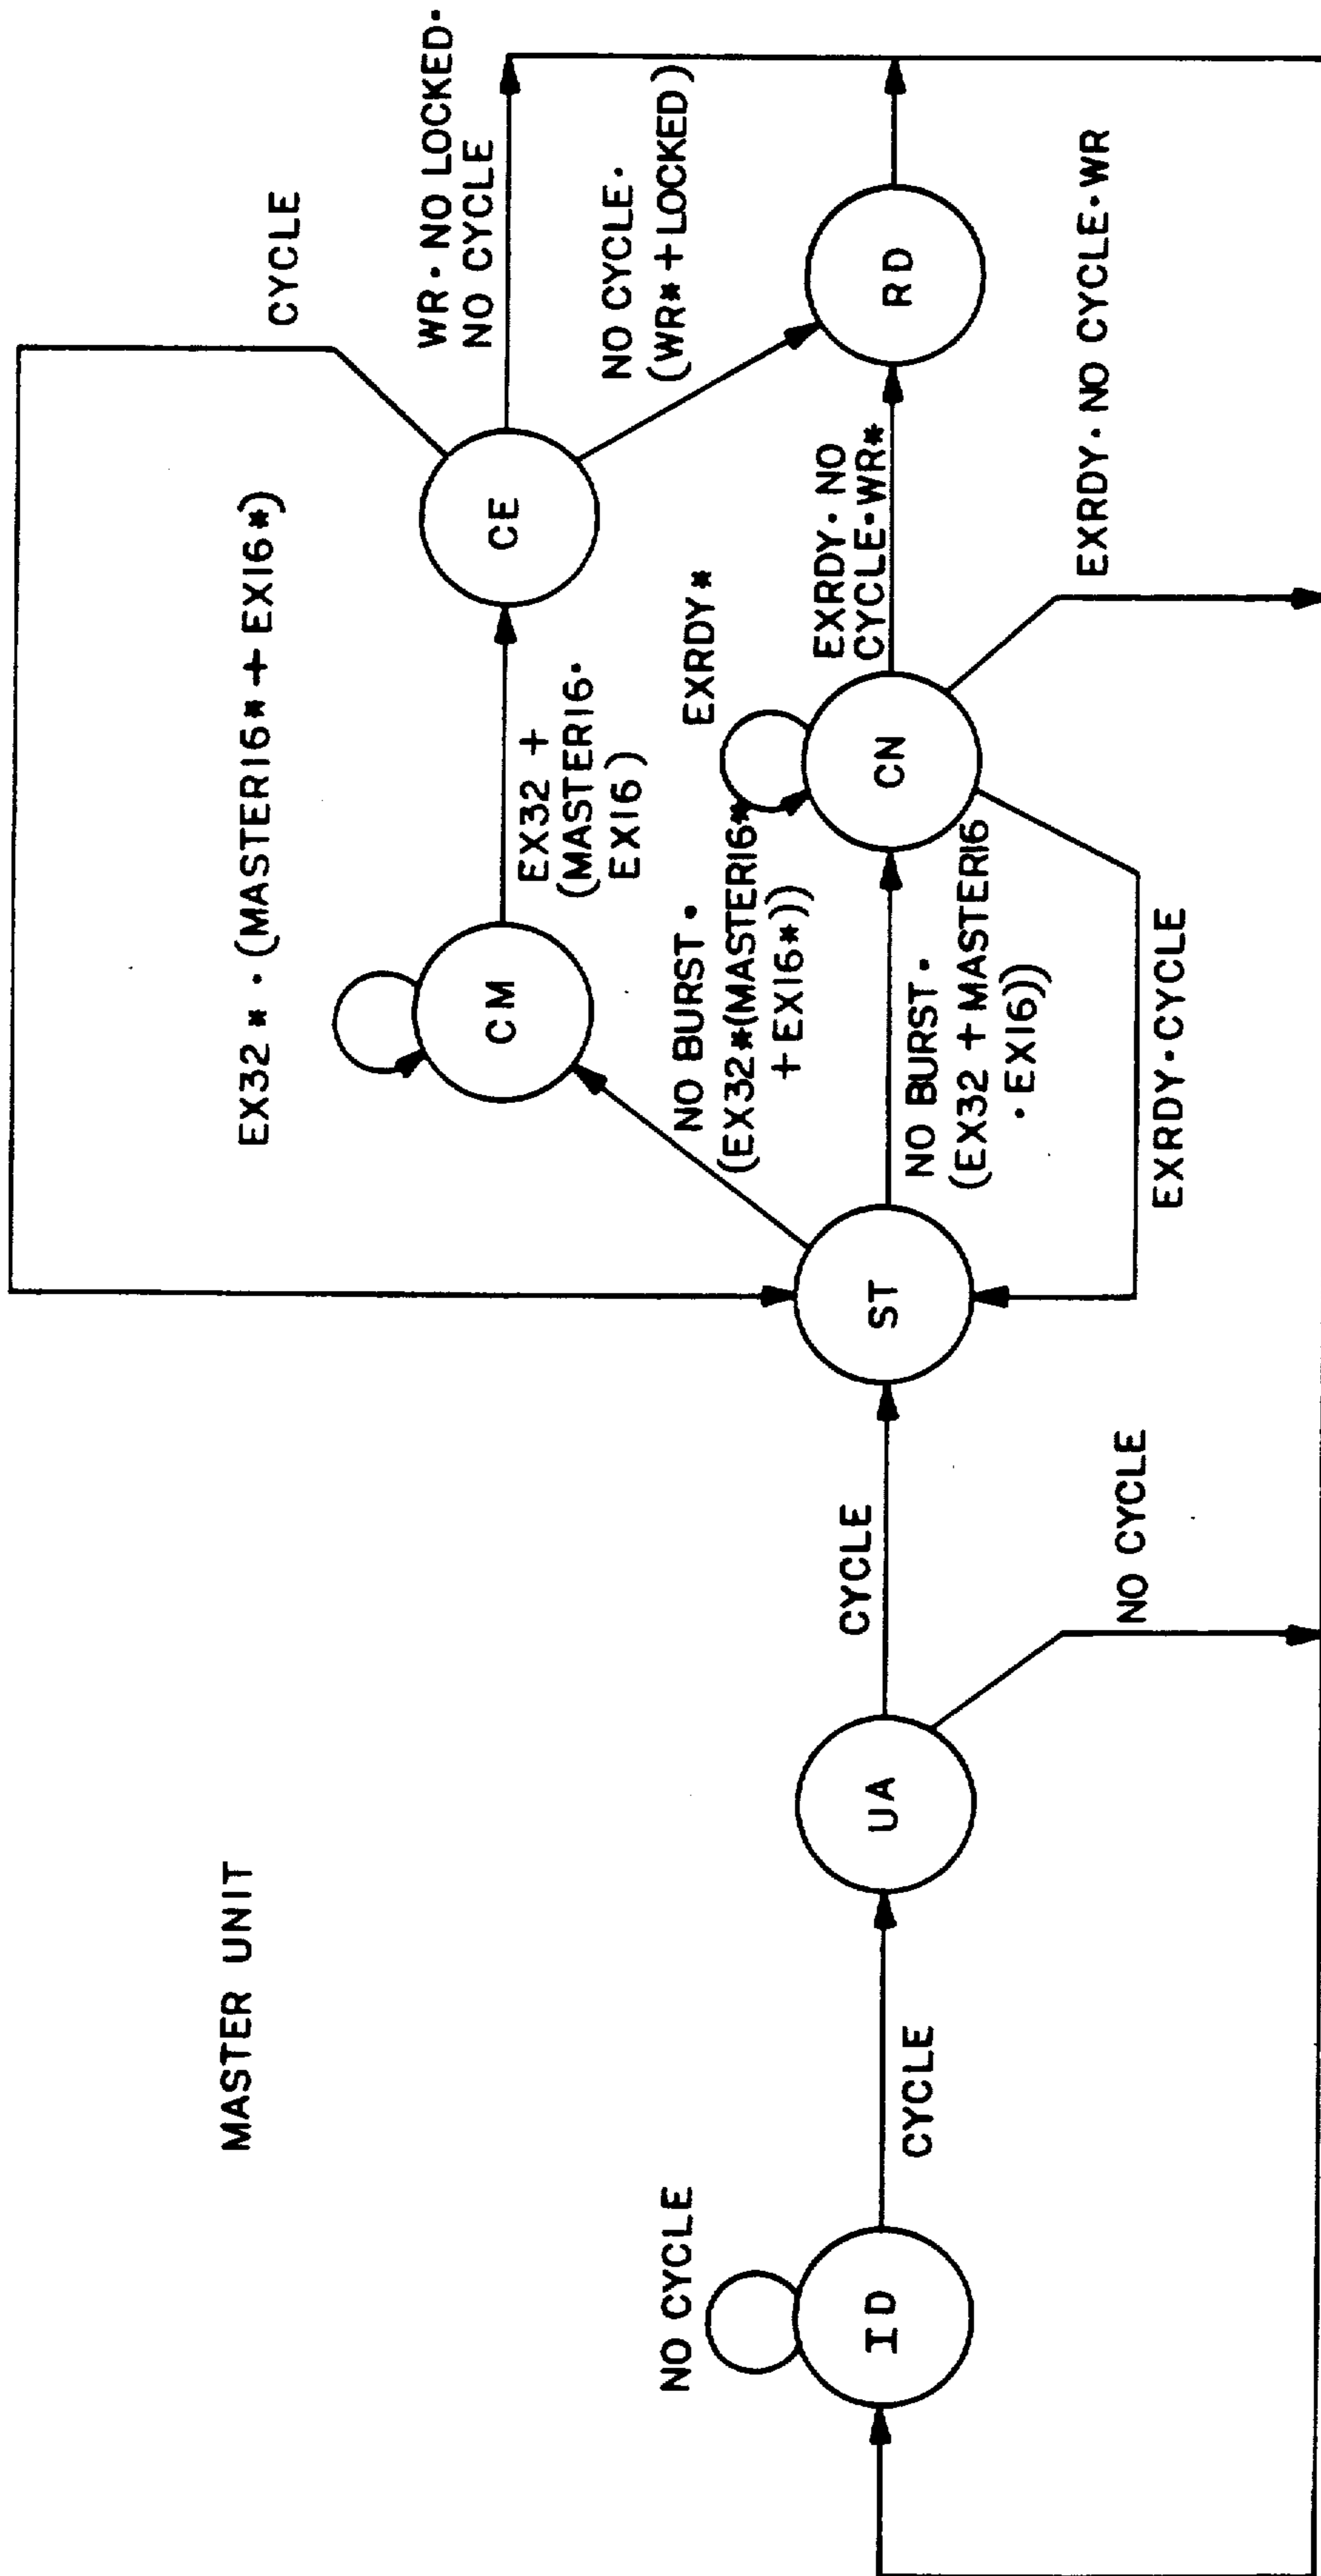 MASTER UNIT
EX32* · (MASTER16* + EX16*)
CYCLE
WR · NO LOCKED ·
NO CYCLE
CM
EX32 +
(MASTER16 ·
EX16)
CE
NO CYCLE ·
(WR* + LOCKED)
NO CYCLE
NO BURST ·
(EX32*(MASTER16*
+ EX16*))
EXRDY*
ID
CYCLE
UA
CYCLE
ST
NO BURST ·
(EX32 + MASTER16
· EX16))
CN
EXRDY · NO
CYCLE · WR*
RD
NO CYCLE
EXRDY · CYCLE
EXRDY · NO CYCLE · WR